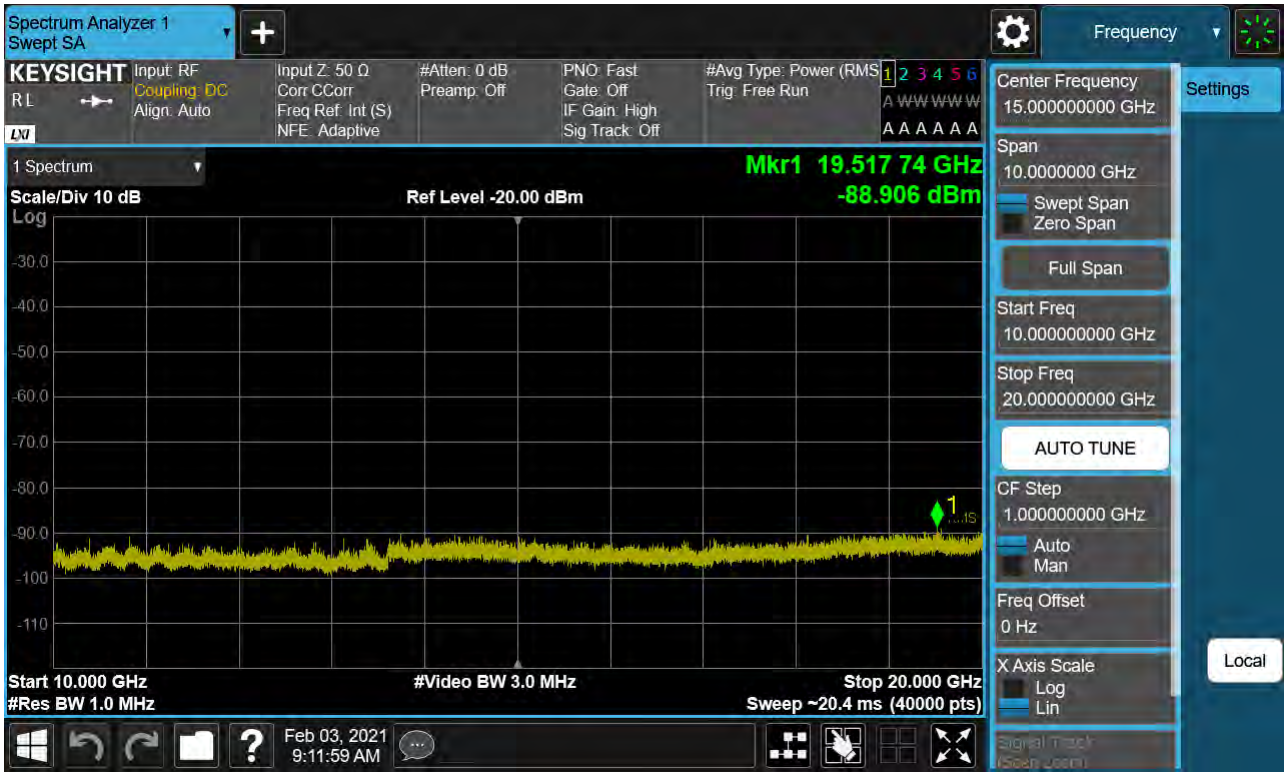 Spectrum Analyzer 1
Swept SA
+
Frequency
KEYSIGHT
RL
LXI
Input: RF
Coupling: DC
Align: Auto
Input Z: 50 Ω
Corr CCorr
Freq Ref: Int (S)
NFE: Adaptive
#Atten: 0 dB
Preamp: Off
PNO: Fast
Gate: Off
IF Gain: High
Sig Track: Off
#Avg Type: Power (RMS
Trig: Free Run
1 2 3 4 5 6
A W W W W W
A A A A A A
1 Spectrum
Mkr1 19.517 74 GHz
-88.906 dBm
Scale/Div 10 dB
Ref Level -20.00 dBm
Log
-30.0
-40.0
-50.0
-60.0
-70.0
-80.0
-90.0
-100
-110
1
Start 10.000 GHz
#Video BW 3.0 MHz
Stop 20.000 GHz
#Res BW 1.0 MHz
Sweep ~20.4 ms (40000 pts)
Feb 03, 2021
9:11:59 AM
?
Center Frequency
15.000000000 GHz
Settings
Span
10.0000000 GHz
Swept Span
Zero Span
Full Span
Start Freq
10.000000000 GHz
Stop Freq
20.000000000 GHz
AUTO TUNE
CF Step
1.000000000 GHz
Auto
Man
Freq Offset
0 Hz
X Axis Scale
Log
Lin
Local
Signal Track
(Span Zoom)